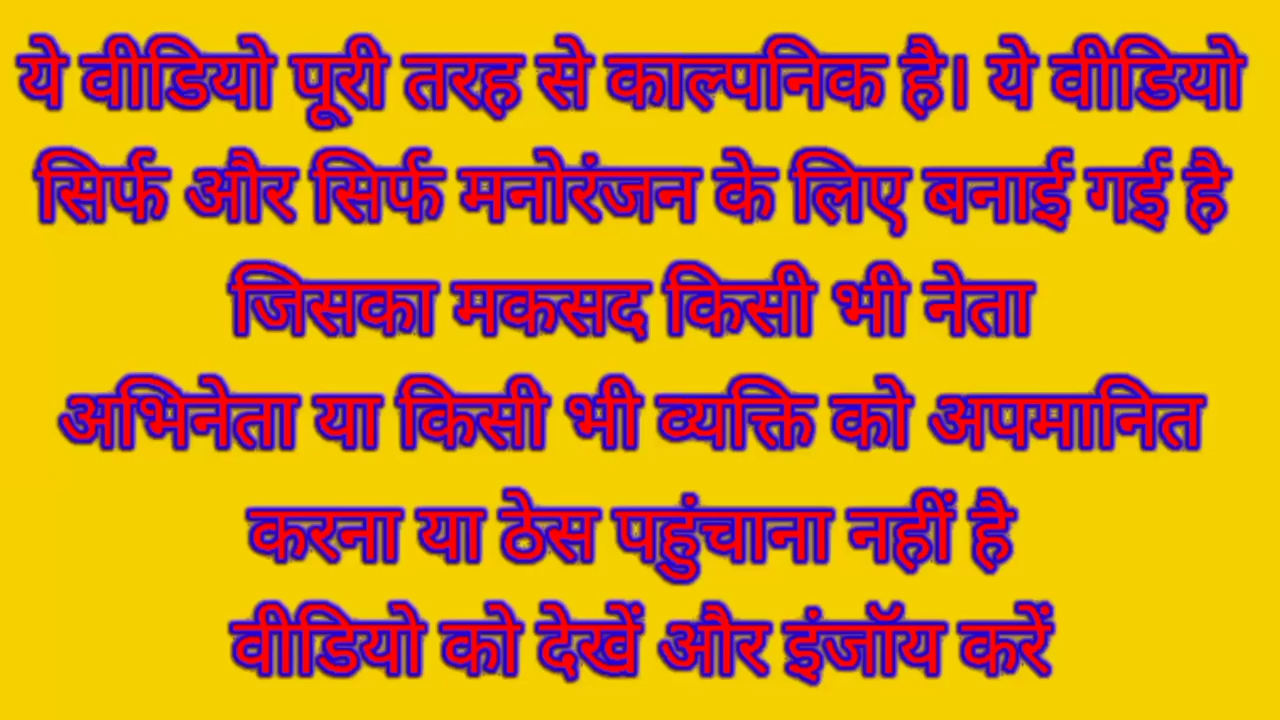 ये वीडियो पूरी तरह से काल्पनिक है। ये वीडियो
सिर्फ और सिर्फ मनोरंजन के लिए बनाई गई है
जिसका मकसद किसी भी नेता
अभिनेता या किसी भी व्यक्ति को अपमानित
करना या ठेस पहुंचाना नहीं है
वीडियो को देखें और इंजॉय करें